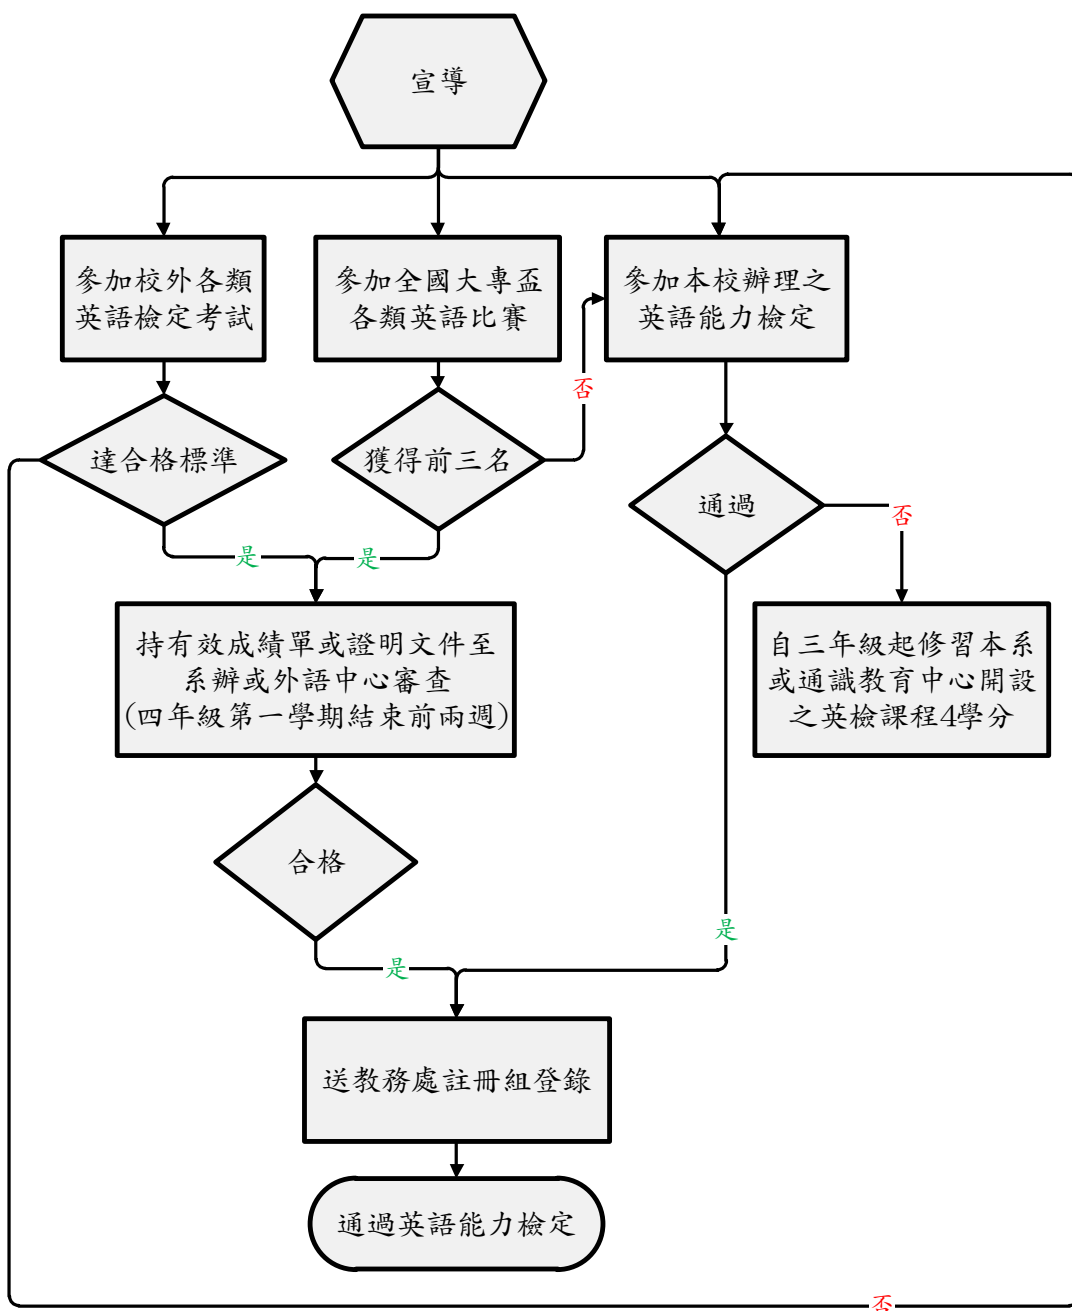 宣導
參加校外各類
英語檢定考試
參加全國大專盃
各類英語比賽
參加本校辦理之
英語能力檢定
否
達合格標準
獲得前三名
通過
否
是
是
持有效成績單或證明文件至
系辦或外語中心審查
(四年級第一學期結束前兩週)
自三年級起修習本系
或通識教育中心開設
之英檢課程4學分
合格
是
是
送教務處註冊組登錄
通過英語能力檢定
否